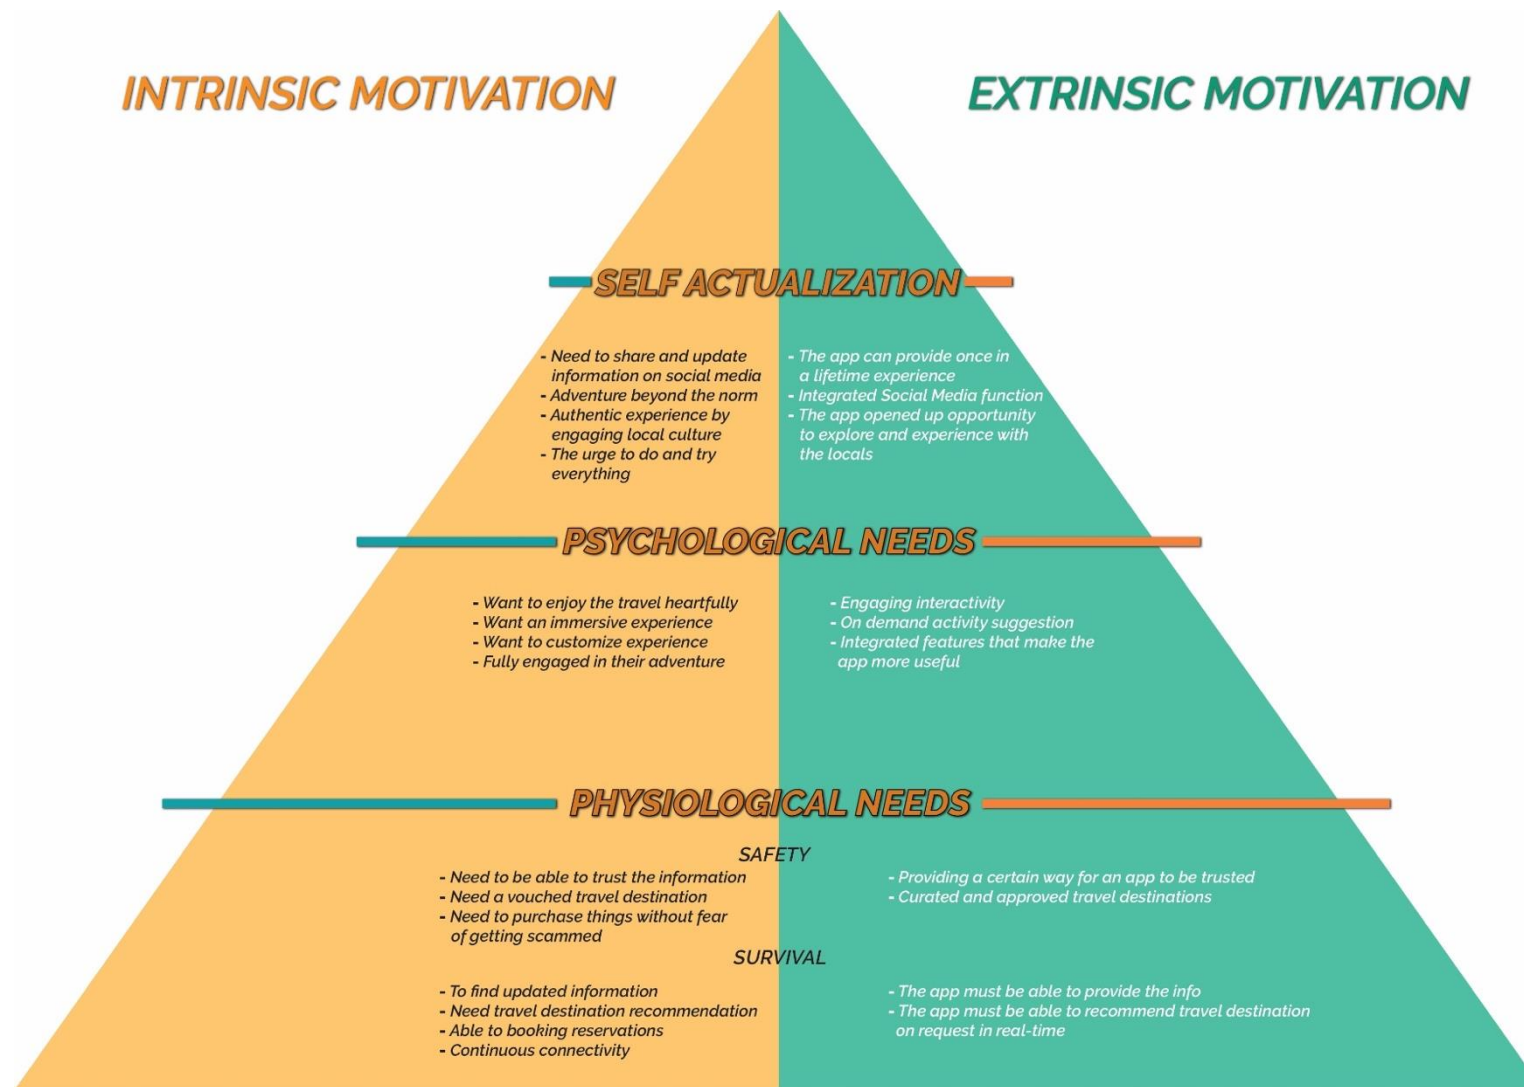 INTRINSIC MOTIVATION
EXTRINSIC MOTIVATION
SELF ACTUALIZATION
- Need to share and update
information on social media
- Adventure beyond the norm
- Authentic experience by
engaging local culture
- The urge to do and try
everything
- The app can provide once in
a lifetime experience
- Integrated Social Media function
- The app opened up opportunity
to explore and experience with
the locals
PSYCHOLOGICAL NEEDS
- Want to enjoy the travel heartfully
- Want an immersive experience
- Want to customize experience
- Fully engaged in their adventure
- Engaging interactivity
- On demand activity suggestion
- Integrated features that make the
app more useful
PHYSIOLOGICAL NEEDS
SAFETY
- Need to be able to trust the information
- Need a vouched travel destination
- Need to purchase things without fear
of getting scammed
- Providing a certain way for an app to be trusted
- Curated and approved travel destinations
SURVIVAL
- To find updated information
- Need travel destination recommendation
- Able to booking reservations
- Continuous connectivity
- The app must be able to provide the info
- The app must be able to recommend travel destination
on request in real-time